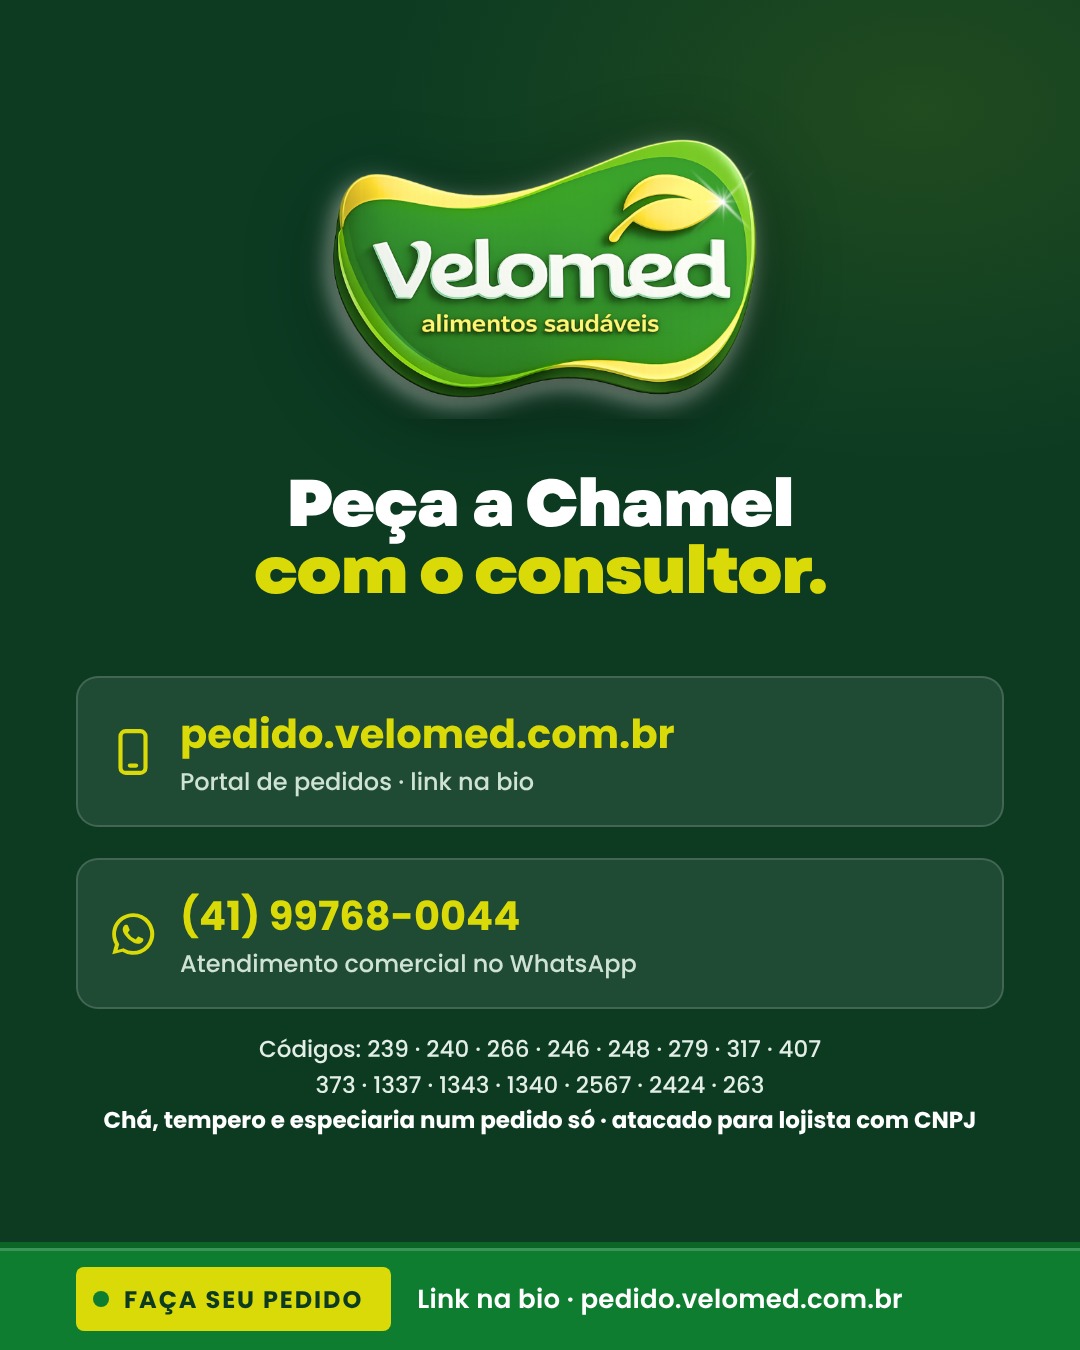 Velomed
alimentos saudáveis
Peça a Chamel
com o consultor.
pedido.velomed.com.br
Portal de pedidos · link na bio
(41) 99768-0044
Atendimento comercial no WhatsApp
Códigos: 239 · 240 · 266 · 246 · 248 · 279 · 317 · 407
373 · 1337 · 1343 · 1340 · 2567 · 2424 · 263
Chá, tempero e especiaria num pedido só · atacado para lojista com CNPJ
FAÇA SEU PEDIDO
Link na bio · pedido.velomed.com.br